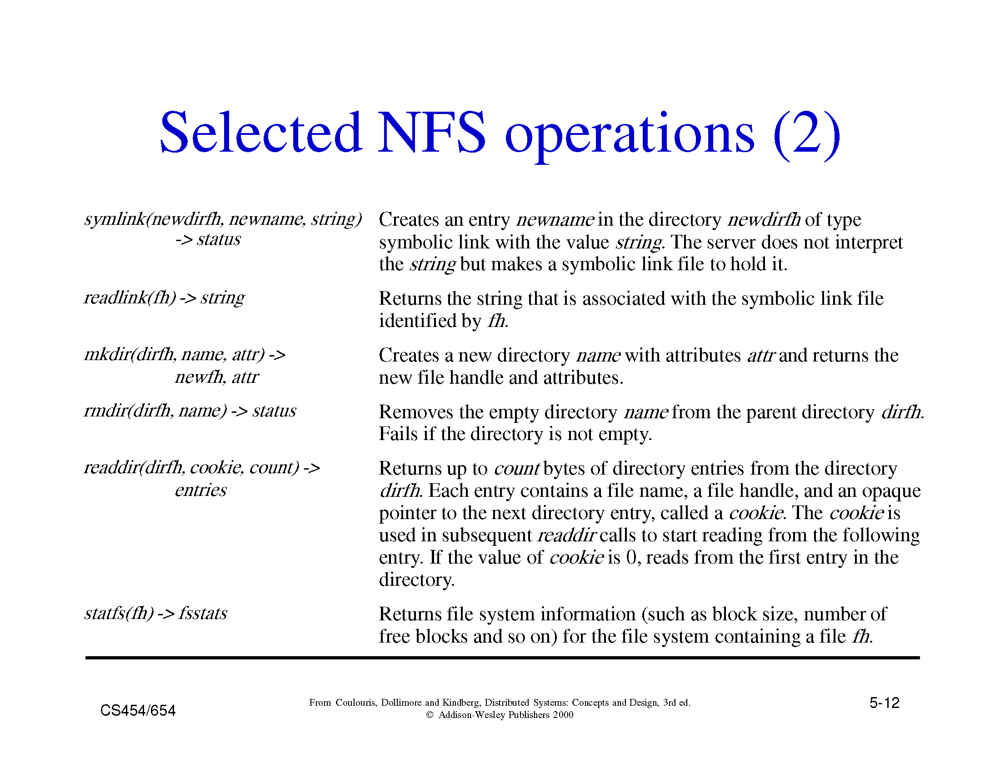 Selected NFS operations (2)
symlink(newdirfh, newname, string)
-> status
Creates an entry newname in the directory newdirfh of type
symbolic link with the value string. The server does not interpret
the string but makes a symbolic link file to hold it.
readlink(fh) -> string
Returns the string that is associated with the symbolic link file
identified by fh.
mkdir(dirfh, name, attr) ->
newfh, attr
Creates a new directory name with attributes attr and returns the
new file handle and attributes.
rmdir(dirfh, name) -> status
Removes the empty directory name from the parent directory dirfh.
Fails if the directory is not empty.
readdir(dirfh, cookie, count) ->
entries
Returns up to count bytes of directory entries from the directory
dirfh. Each entry contains a file name, a file handle, and an opaque
pointer to the next directory entry, called a cookie. The cookie is
used in subsequent readdir calls to start reading from the following
entry. If the value of cookie is 0, reads from the first entry in the
directory.
statfs(fh) -> fsstats
Returns file system information (such as block size, number of
free blocks and so on) for the file system containing a file fh.
CS454/654
From Coulouris, Dollimore and Kindberg, Distributed Systems: Concepts and Design, 3rd ed.
© Addison-Wesley Publishers 2000
5-12